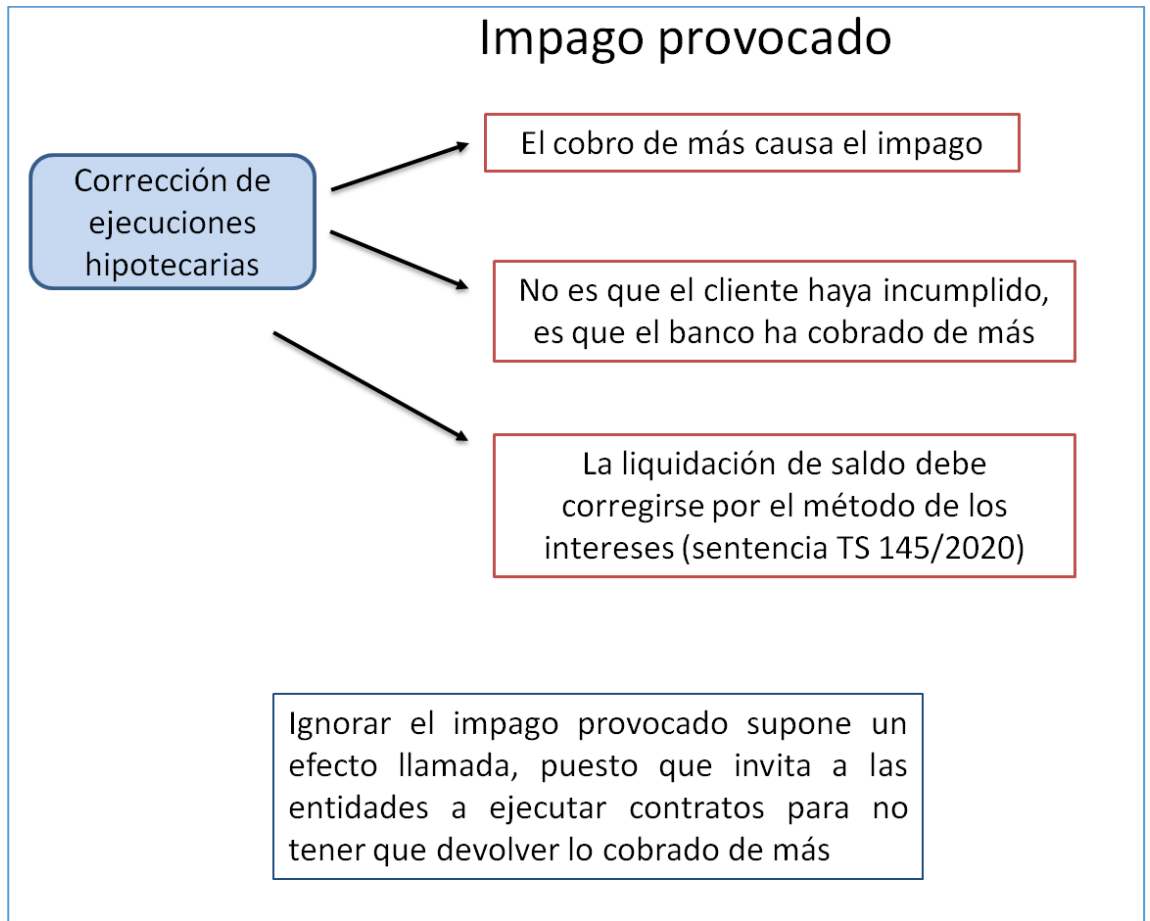 Impago provocado
Corrección de
ejecuciones
hipotecarias
El cobro de más causa el impago
No es que el cliente haya incumplido,
es que el banco ha cobrado de más
La liquidación de saldo debe
corregirse por el método de los
intereses (sentencia TS 145/2020)
Ignorar el impago provocado supone un
efecto llamada, puesto que invita a las
entidades a ejecutar contratos para no
tener que devolver lo cobrado de más